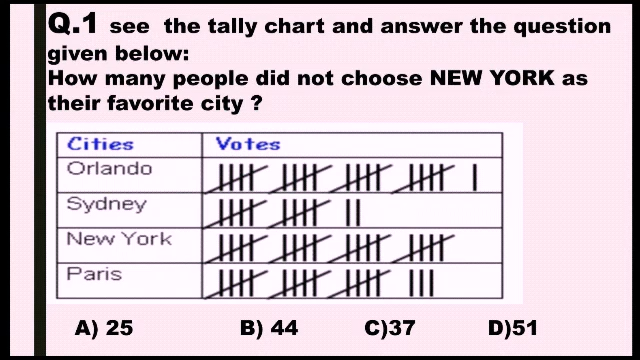 Q.1 see the tally chart and answer the question
given below:
How many people did not choose NEW YORK as
their favorite city ?
Cities Votes
Orlando
Sydney
New York
Paris
A) 25 B) 44 C)37 D)51